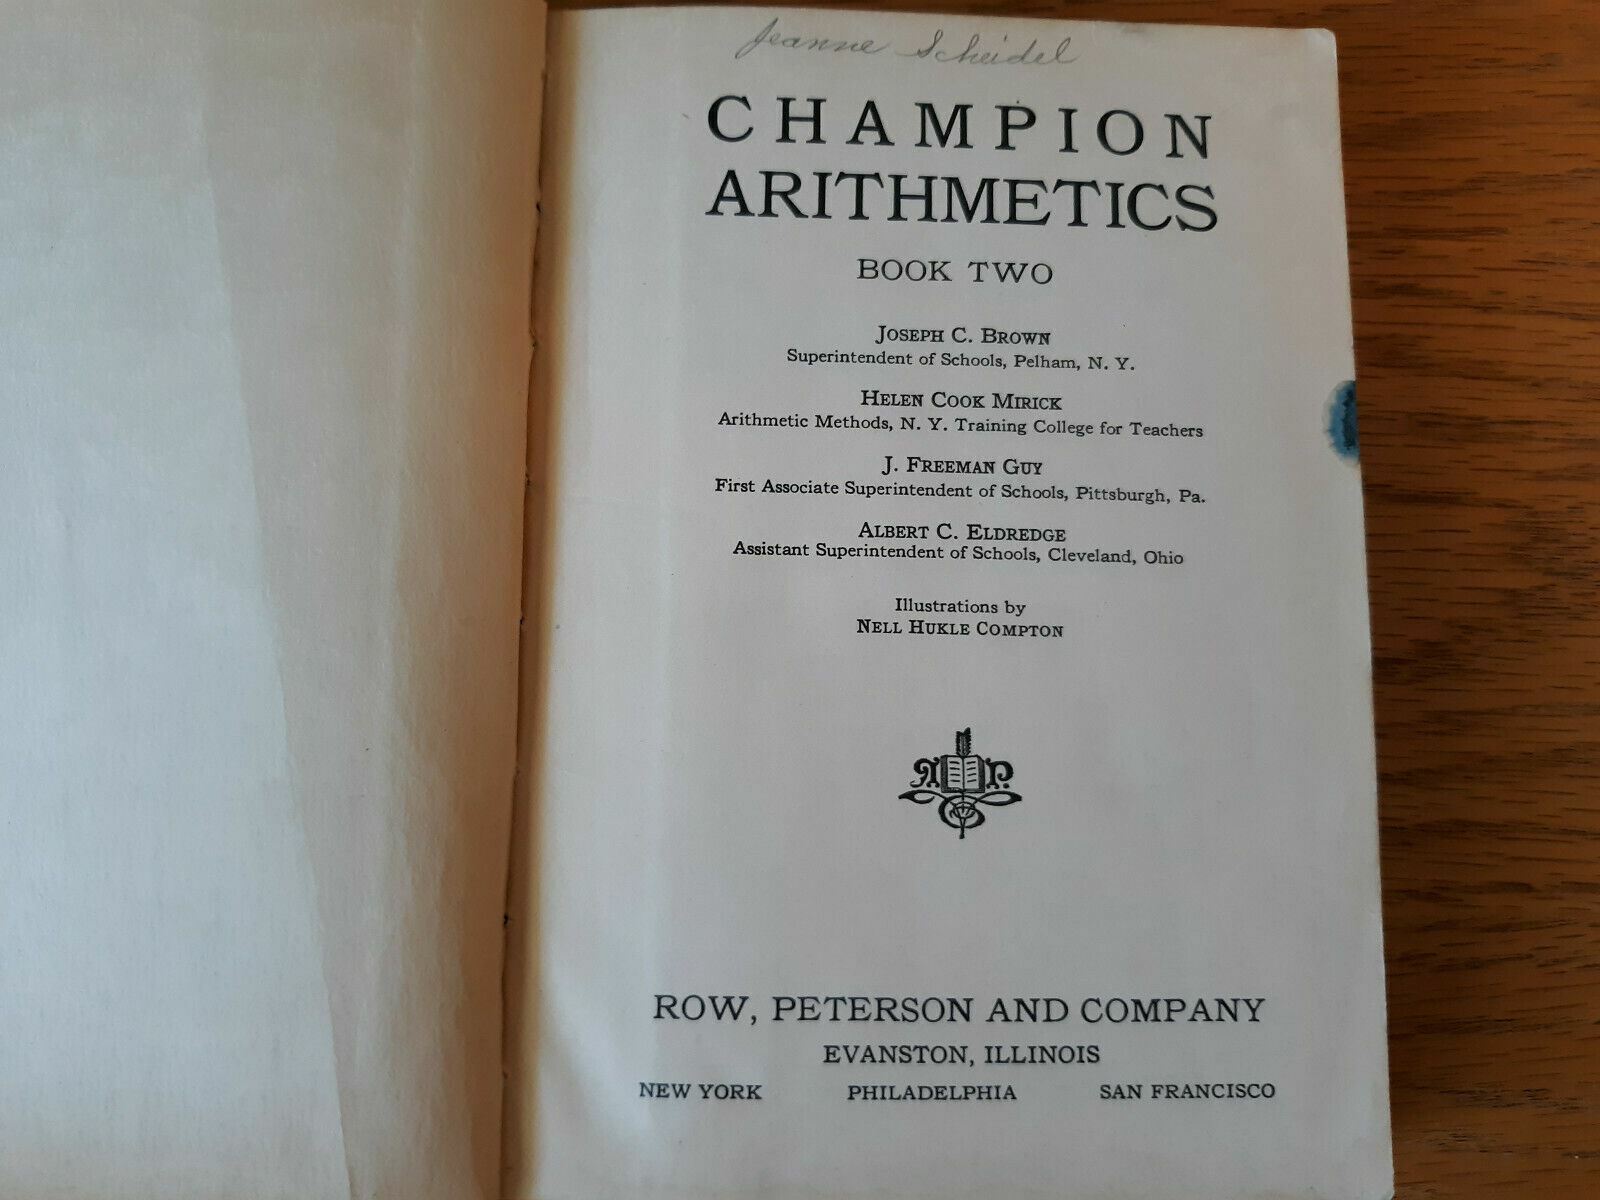 Jeanne Scheidel
CHAMPION
ARITHMETICS
BOOK TWO
JOSEPH C. BROWN
Superintendent of Schools, Pelham, N. Y.
HELEN COOK MIRICK
Arithmetic Methods, N. Y. Training College for Teachers
J. FREEMAN GUY
First Associate Superintendent of Schools, Pittsburgh, Pa.
ALBERT C. ELDREDGE
Assistant Superintendent of Schools, Cleveland, Ohio
Illustrations by
NELL HUKLE COMPTON
ROW, PETERSON AND COMPANY
EVANSTON, ILLINOIS
NEW YORK PHILADELPHIA SAN FRANCISCO